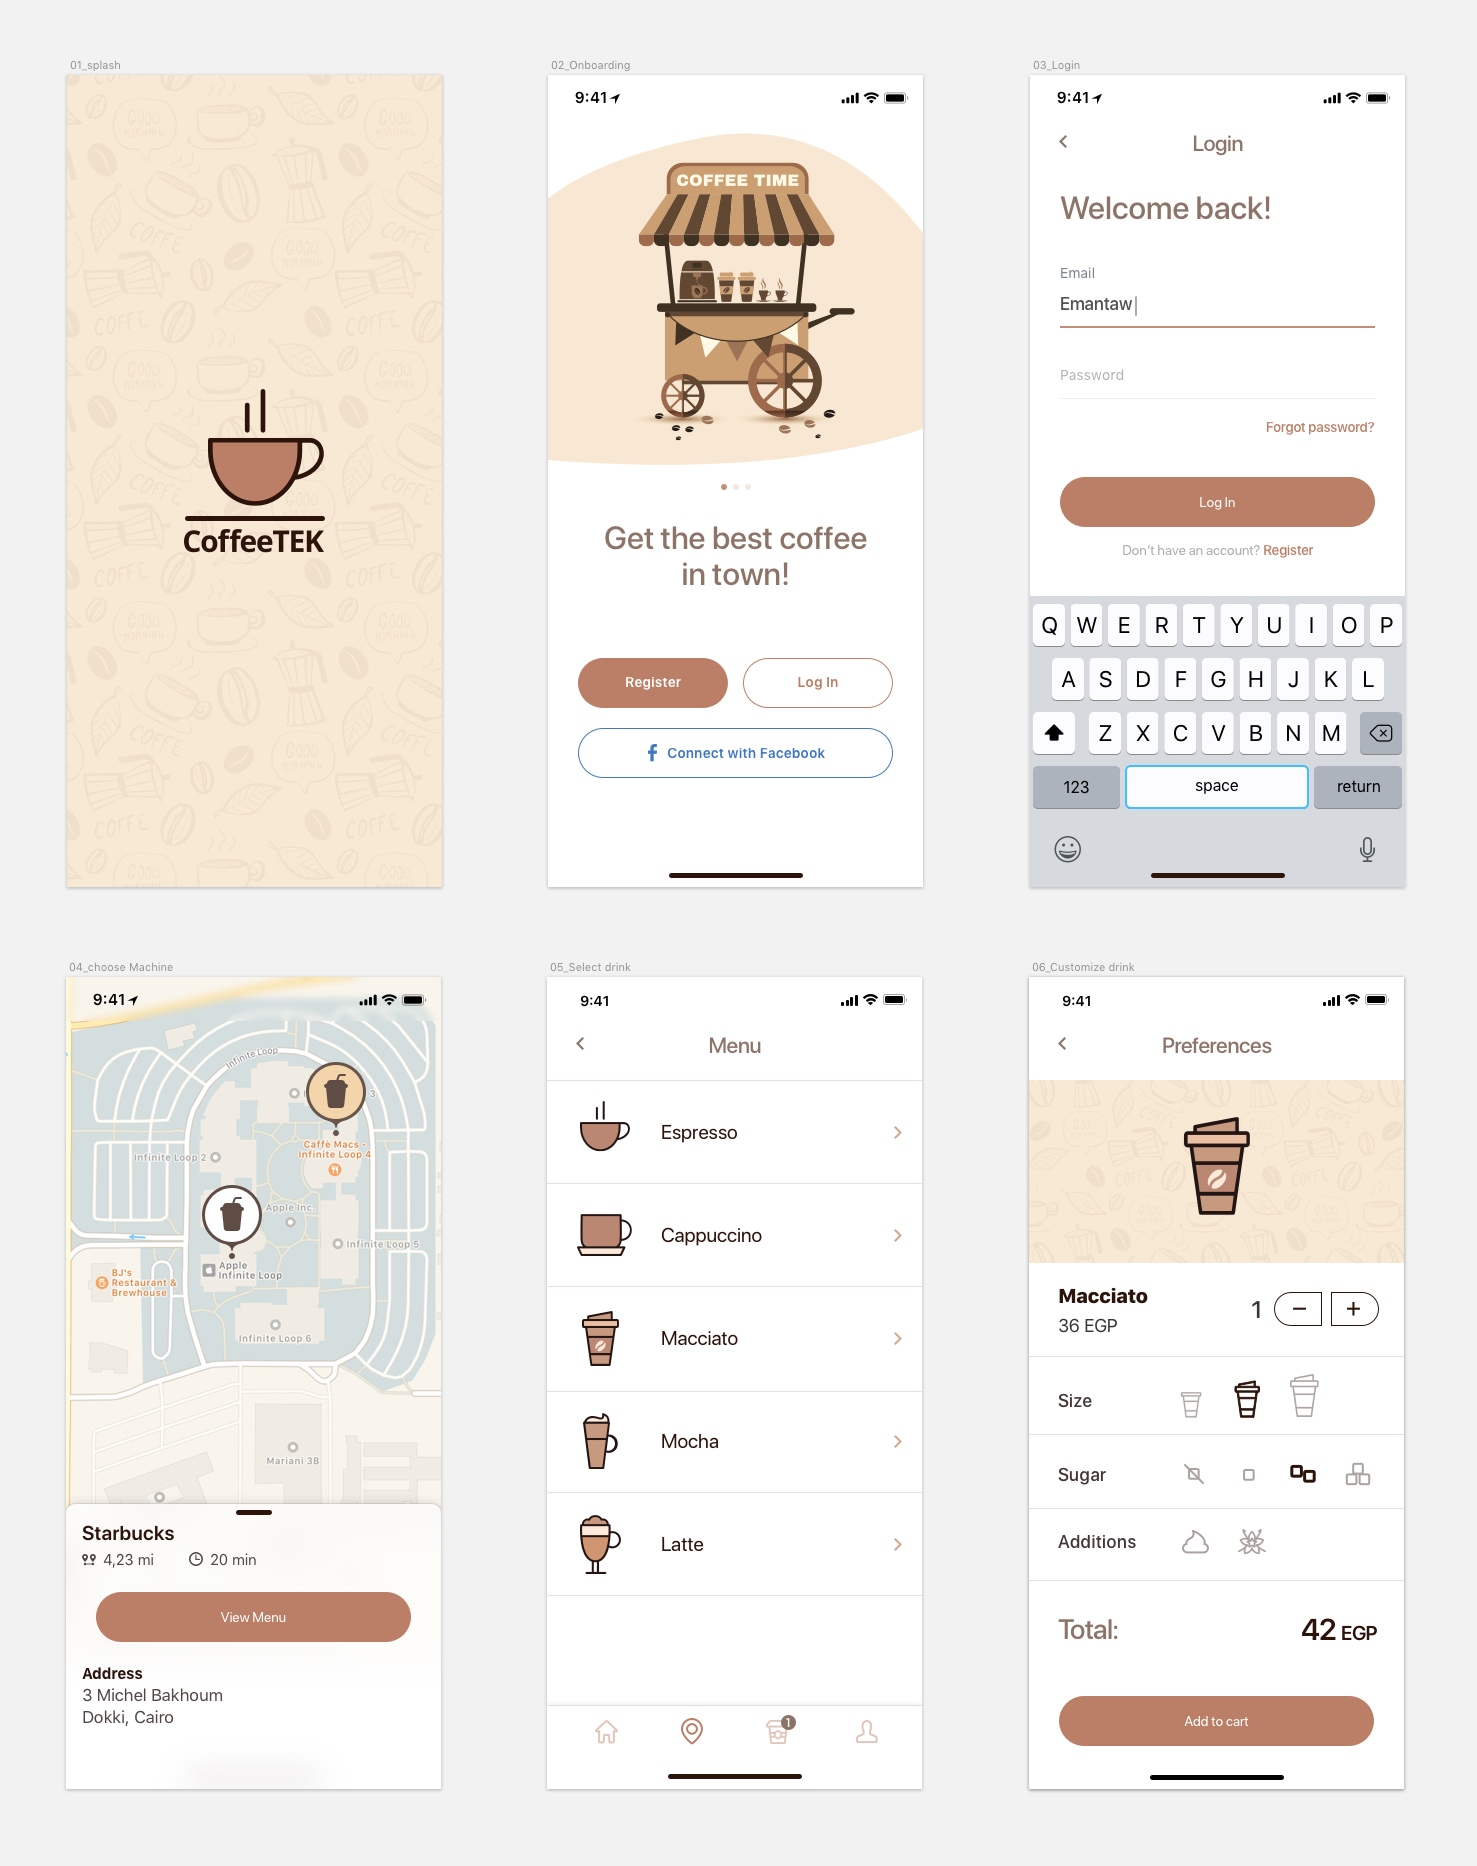 01_splash
GOOD MORNING
COFFE
CoffeeTEK
02_Onboarding
9:41
COFFEE TIME
Get the best coffee
in town!
Register
Log In
Connect with Facebook
03_Login
9:41
Login
Welcome back!
Email
Emantaw
Password
Forgot password?
Log In
Don't have an account? Register
Q W E R T Y U I O P
A S D F G H J K L
Z X C V B N M
123 space return
04_choose Machine
9:41
Infinite Loop
3
Caffè Macs -
Infinite Loop 4
Infinite Loop 2
Apple Inc.
Infinite Loop 5
Apple
Infinite Loop
BJ's
Restaurant &
Brewhouse
Infinite Loop 6
Mariani 3B
Starbucks
4,23 mi 20 min
View Menu
Address
3 Michel Bakhoum
Dokki, Cairo
05_Select drink
9:41
Menu
Espresso
Cappuccino
Macciato
Mocha
Latte
1
06_Customize drink
9:41
Preferences
COFFE
Macciato
36 EGP
1
Size
Sugar
Additions
Total:
42 EGP
Add to cart